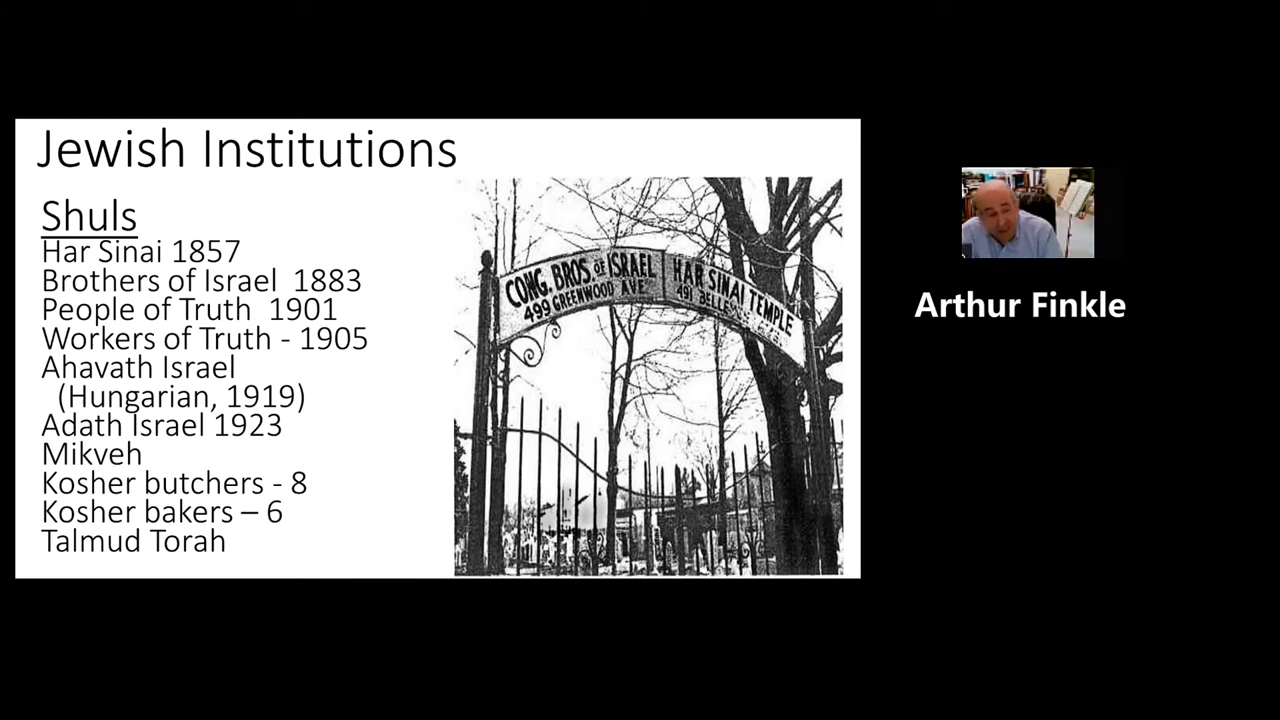 Jewish Institutions
Shuls
Har Sinai 1857
Brothers of Israel 1883
People of Truth 1901
Workers of Truth - 1905
Ahavath Israel
(Hungarian, 1919)
Adath Israel 1923
Mikveh
Kosher butchers - 8
Kosher bakers – 6
Talmud Torah
CONG. BROS. OF ISRAEL
499 GREENWOOD AVE
HAR SINAI TEMPLE
491
Arthur Finkle